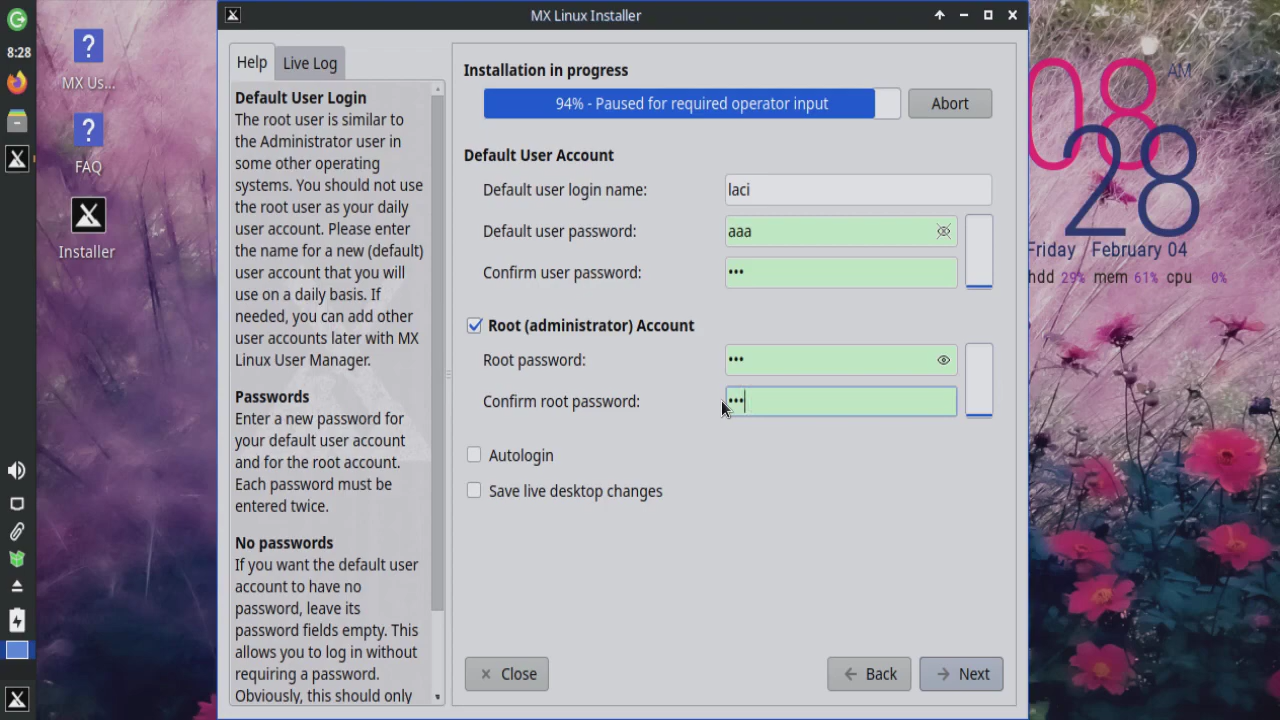 MX Linux Installer
8:28
MX Us...
FAQ
Installer
Help
Live Log
Default User Login
The root user is similar to
the Administrator user in
some other operating
systems. You should not use
the root user as your daily
user account. Please enter
the name for a new (default)
user account that you will
use on a daily basis. If
needed, you can add other
user accounts later with MX
Linux User Manager.
Passwords
Enter a new password for
your default user account
and for the root account.
Each password must be
entered twice.
No passwords
If you want the default user
account to have no
password, leave its
password fields empty. This
allows you to log in without
requiring a password.
Obviously, this should only
Installation in progress
94% - Paused for required operator input
Abort
Default User Account
Default user login name:
laci
Default user password:
aaa
Confirm user password:
•••
Root (administrator) Account
Root password:
•••
Confirm root password:
•••
Autologin
Save live desktop changes
Close
Back
Next
08
AM
28
Friday February 04
hdd 29% mem 61% cpu 0%